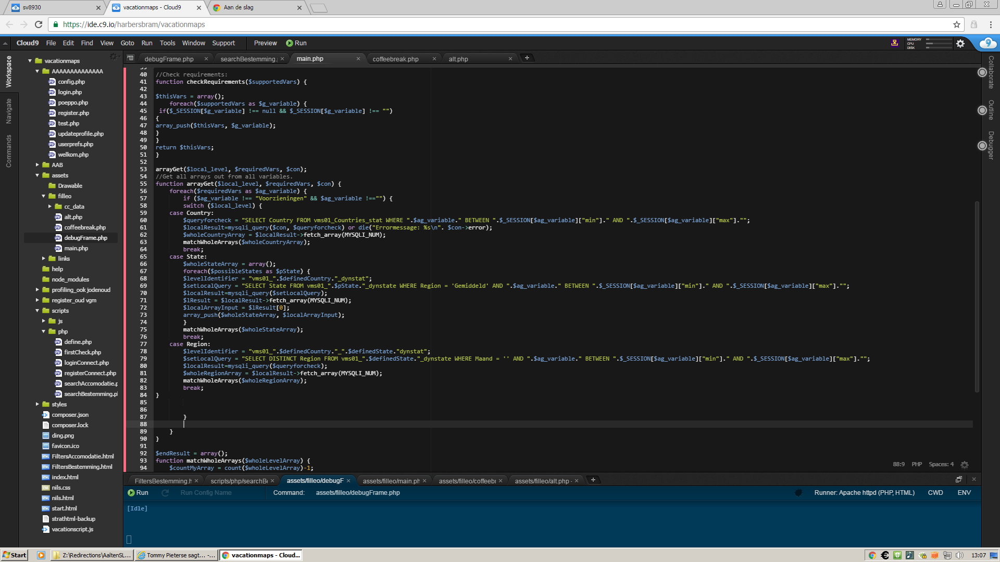 sv8930
vacationmaps - Cloud9
Aan de slag
https://ide.c9.io/harbersbram/vacationmaps
Cloud9 File Edit Find View Goto Run Tools Window Support Preview Run
MEMORY
CPU
DISK
Workspace
Navigate
Commands
vacationmaps
AAAAAAAAAAAAAA
config.php
login.php
poeppo.php
register.php
test.php
updateprofile.php
userprefs.php
welkom.php
AAB
assets
Drawable
filleo
cc_data
alt.php
coffeebreak.php
debugFrame.php
main.php
links
help
node_modules
profiling_ook jodenoud
register_oud vgm
scripts
js
php
define.php
firstCheck.php
loginConnect.php
registerConnect.php
searchAccomodatie.p
searchBestemming.pl
styles
composer.json
composer.lock
ding.png
favicon.ico
FiltersAccomodatie.html
FiltersBestemming.html
index.html
nils.css
nils.html
start.html
strathtml-backup
vacationscript.js
debugFrame.php searchBestemming. main.php coffeebreak.php alt.php
39
40 //Check requirements:
41 function checkRequirements($supportedVars) {
42
43 $thisVars = array();
44 foreach($supportedVars as $g_variable) {
45 if($_SESSION[$g_variable] !== null && $_SESSION[$g_variable] !== "")
46 {
47 array_push($thisVars, $g_variable);
48 }
49 }
50 return $thisVars;
51 }
52
53 arrayGet($local_level, $requiredVars, $con);
54 //Get all arrays out from all variables.
55 function arrayGet($local_level, $requiredVars, $con) {
56 foreach($requiredVars as $ag_variable) {
57 if ($ag_variable !== "Voorzieningen" && $ag_variable !=="") {
58 switch ($local_level) {
59 case Country:
60 $queryforcheck = "SELECT Country FROM vms01_Countries_stat WHERE ".$ag_variable." BETWEEN ".$_SESSION[$ag_variable]["min"]." AND ".$_SESSION[$ag_variable]["max"]."";
61 $localResult=mysqli_query($con, $queryforcheck) or die("Errormessage: %s\n". $con->error);
62 $wholeCountryArray = $localResult->fetch_array(MYSQLI_NUM);
63 matchWholeArrays($wholeCountryArray);
64 break;
65 case State:
66 $wholeStateArray = array();
67 foreach($possibleStates as $pState) {
68 $levelIdentifier = "vms01_".$definedCountry."_dynstat";
69 $setLocalQuery = "SELECT State FROM vms01_".$pState."_dynstate WHERE Region = 'Gemiddeld' AND ".$ag_variable." BETWEEN ".$_SESSION[$ag_variable]["min"]." AND ".$_SESSION[$ag_variable]["max"]."";
70 $localResult=mysqli_query($setLocalQuery);
71 $lResult = $localResult->fetch_array(MYSQLI_NUM);
72 $localArrayInput = $lResult[0];
73 array_push($wholeStateArray, $localArrayInput);
74 }
75 matchWholeArrays($wholeStateArray);
76 break;
77 case Region:
78 $levelIdentifier = "vms01_".$definedCountry."_".$definedState."dynstat";
79 $setLocalQuery = "SELECT DISTINCT Region FROM vms01_".$definedState."_dynstate WHERE Maand = '' AND ".$ag_variable." BETWEEN ".$_SESSION[$ag_variable]["min"]." AND ".$_SESSION[$ag_variable]["max"]."";
80 $localResult=mysqli_query($queryforcheck);
81 $wholeRegionArray = $localResult->fetch_array(MYSQLI_NUM);
82 matchWholeArrays($wholeRegionArray);
83 break;
84 }
85
86
87 }
88
89 }
90 }
91
92 $endResult = array();
93 function matchWholeArrays($wholeLevelArray) {
94 $countMyArray = count($wholeLevelArray)-1;
88:9 PHP Spaces: 4
Collaborate
Outline
Debugger
FiltersBestemming.h scripts/php/searchBe assets/filleo/debugF assets/filleo/main.ph assets/filleo/coffeebr assets/filleo/alt.php -
Run Run Config Name Command: assets/filleo/debugFrame.php Runner: Apache httpd (PHP, HTML) CWD ENV
[Idle]
Start Z:\Redirections\AaltenSL... Tommy Pieterse sagt... -... vacationmaps - Cloud... 13:07